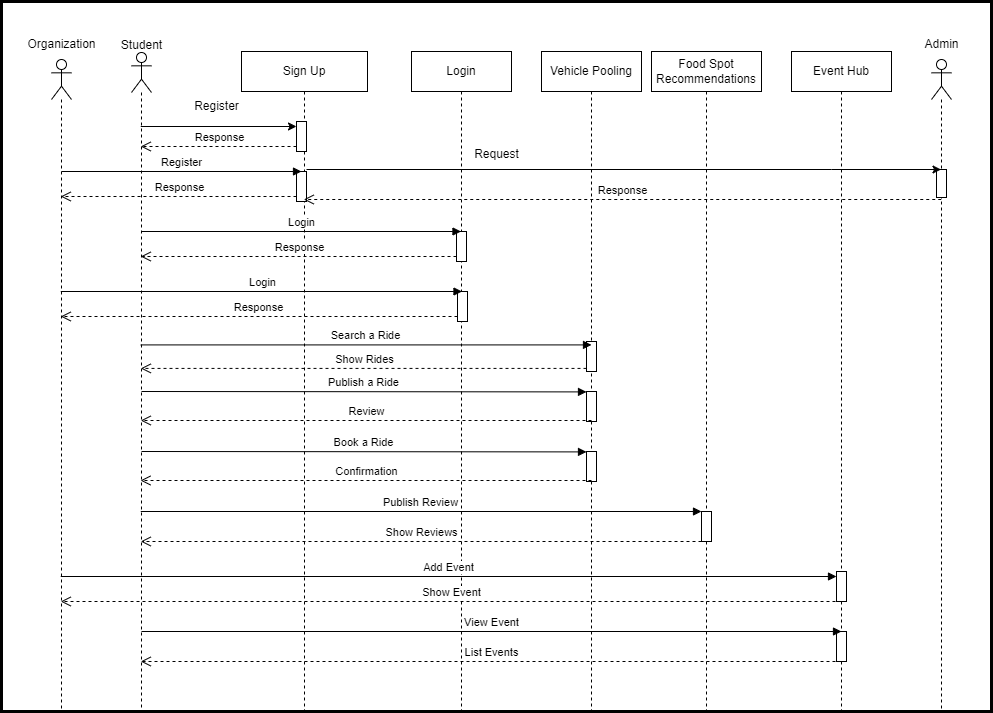 Organization
Student
Admin
Sign Up
Login
Vehicle Pooling
Food Spot
Recommendations
Event Hub
Register
Response
Register
Request
Response
Response
Login
Response
Login
Response
Search a Ride
Show Rides
Publish a Ride
Review
Book a Ride
Confirmation
Publish Review
Show Reviews
Add Event
Show Event
View Event
List Events